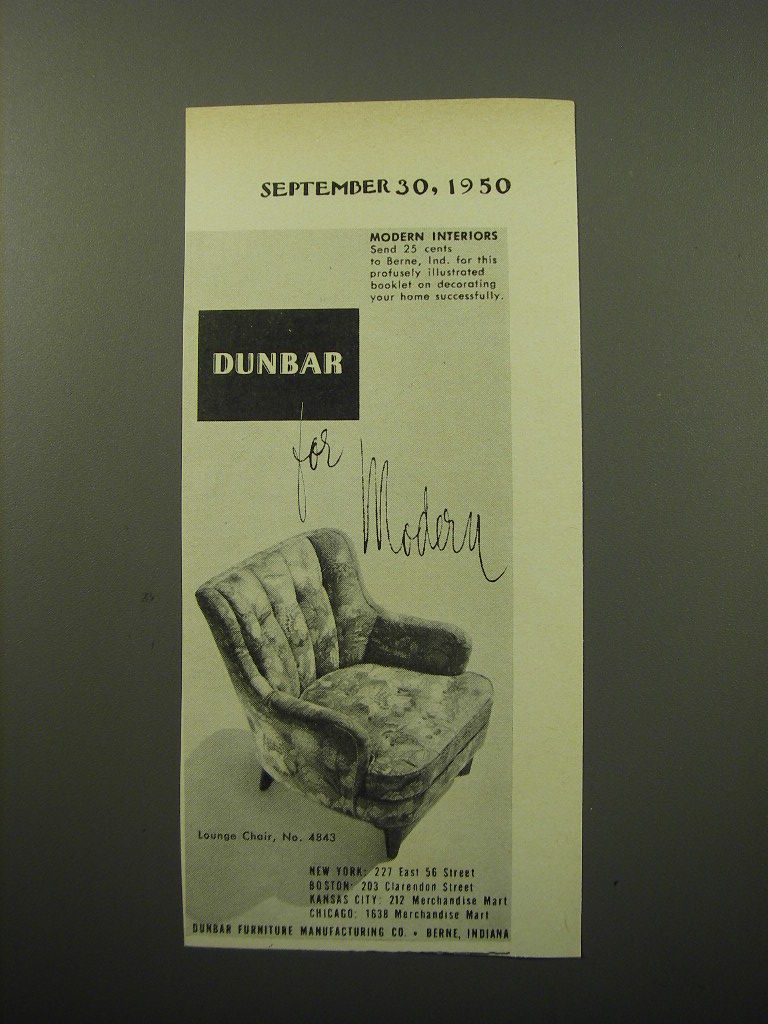 SEPTEMBER 30, 1950
MODERN INTERIORS
Send 25 cents
to Berne, Ind. for this
profusely illustrated
booklet on decorating
your home successfully.
DUNBAR
for
Modern
Lounge Chair, No. 4843
NEW YORK: 227 East 56 Street
BOSTON: 203 Clarendon Street
KANSAS CITY: 212 Merchandise Mart
CHICAGO: 1638 Merchandise Mart
DUNBAR FURNITURE MANUFACTURING CO. • BERNE, INDIANA